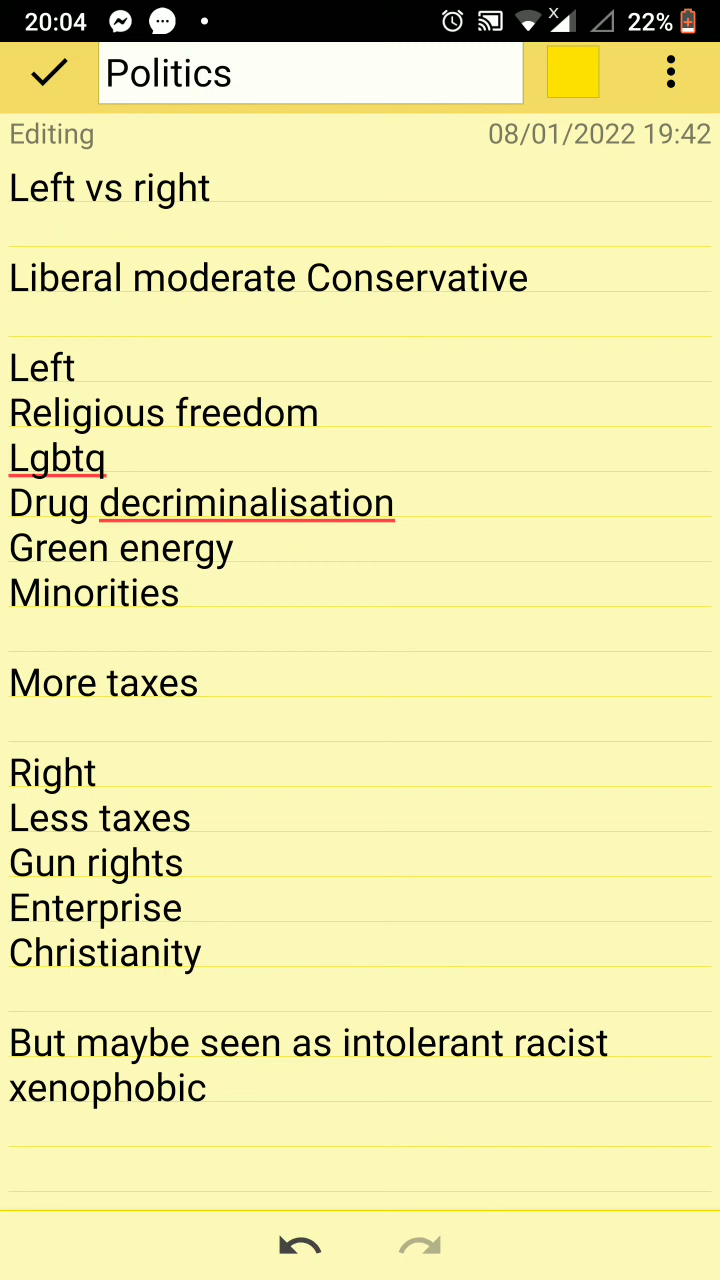 20:04 22%
Politics
Editing 08/01/2022 19:42
Left vs right
Liberal moderate Conservative
Left
Religious freedom
Lgbtq
Drug decriminalisation
Green energy
Minorities
More taxes
Right
Less taxes
Gun rights
Enterprise
Christianity
But maybe seen as intolerant racist
xenophobic